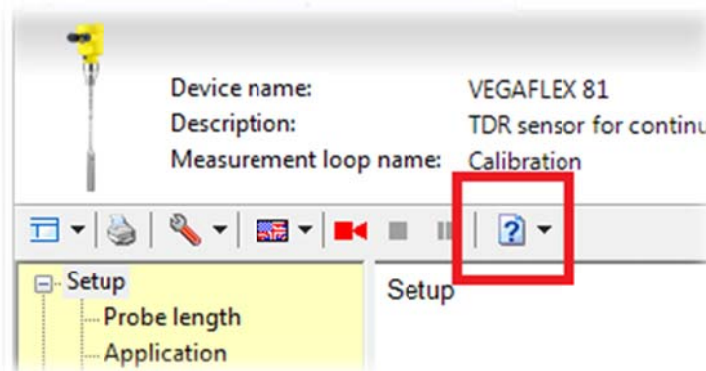 Device name: VEGAFLEX 81
Description: TDR sensor for continu
Measurement loop name: Calibration
?
Setup
Setup
Probe length
Application